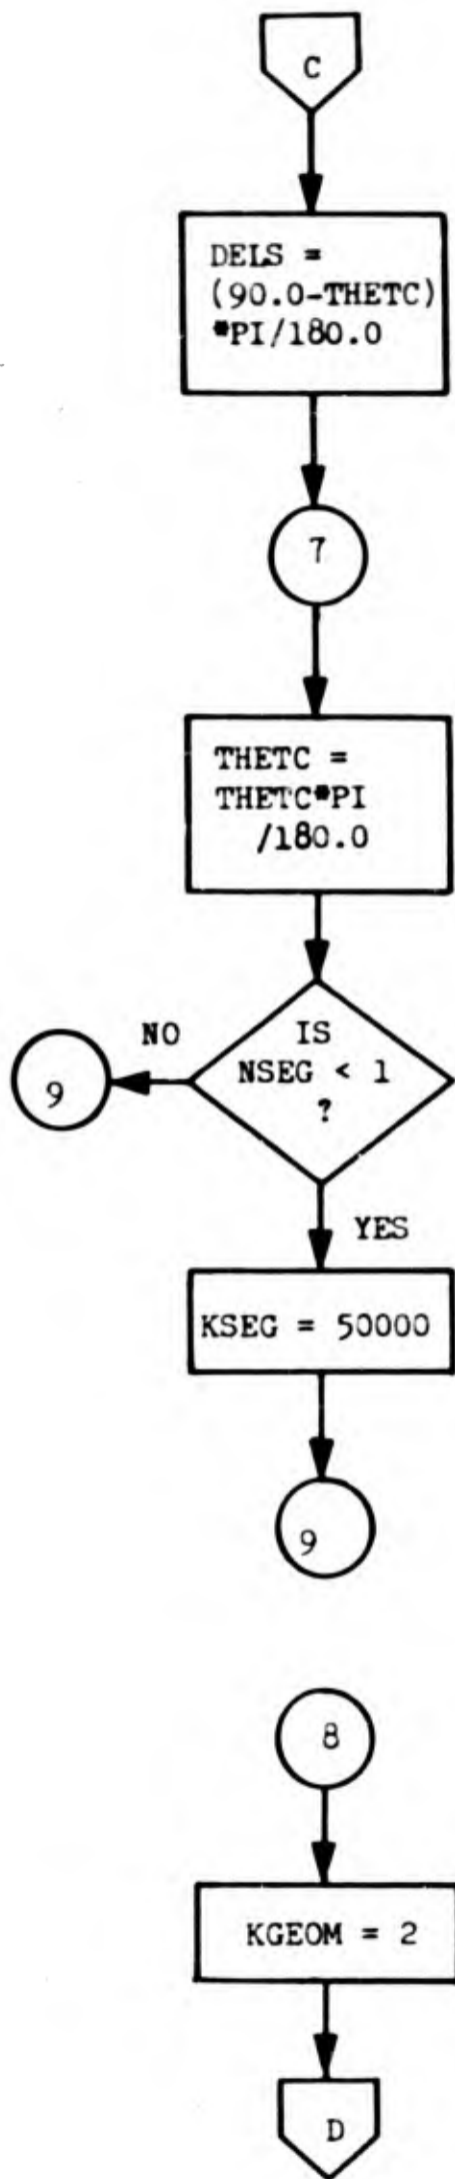 C
DELS =
(90.0-THETC)
*PI/180.0
7
THETC =
THETC*PI
/180.0
NO
IS
NSEG < 1
?
9
YES
KSEG = 50000
9
8
KGEOM = 2
D